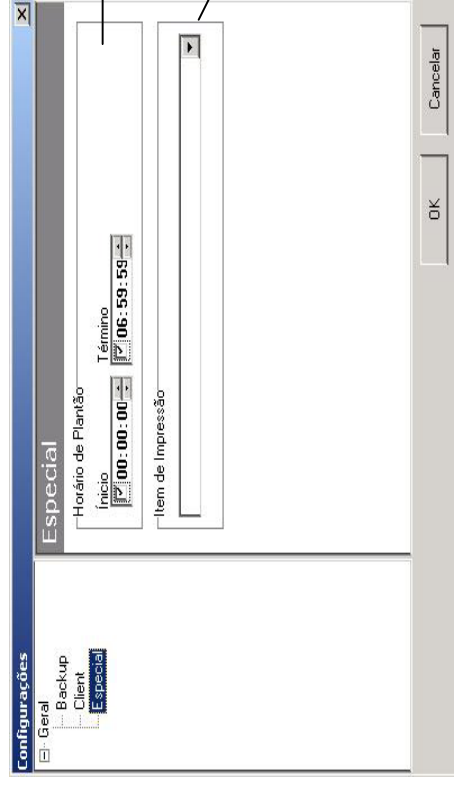 Configurações
Geral
Backup
Client
Especial
Especial
Horário de Plantão
Ínicio
Término
00:00:00
06:59:59
Item de Impressão
OK
Cancelar